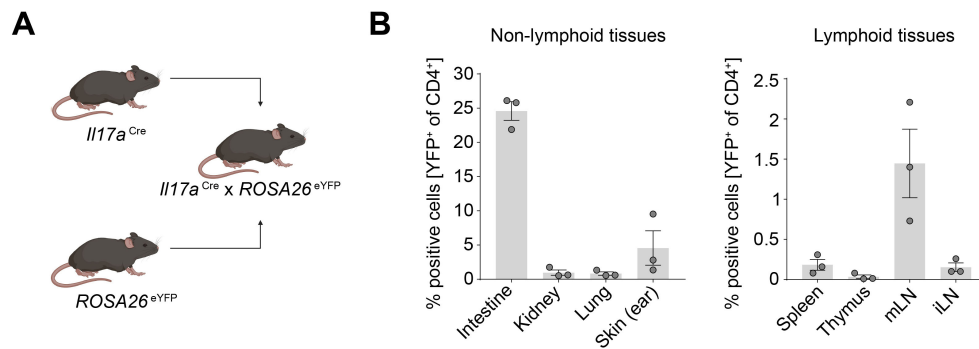 A
Il17a Cre
Il17a Cre x ROSA26 eYFP
ROSA26 eYFP
B
Non-lymphoid tissues
% positive cells [YFP+ of CD4+]
30
25
20
15
10
5
0
Intestine
Kidney
Lung
Skin (ear)
Lymphoid tissues
% positive cells [YFP+ of CD4+]
2.5
2
1.5
1
0.5
0
Spleen
Thymus
mLN
iLN